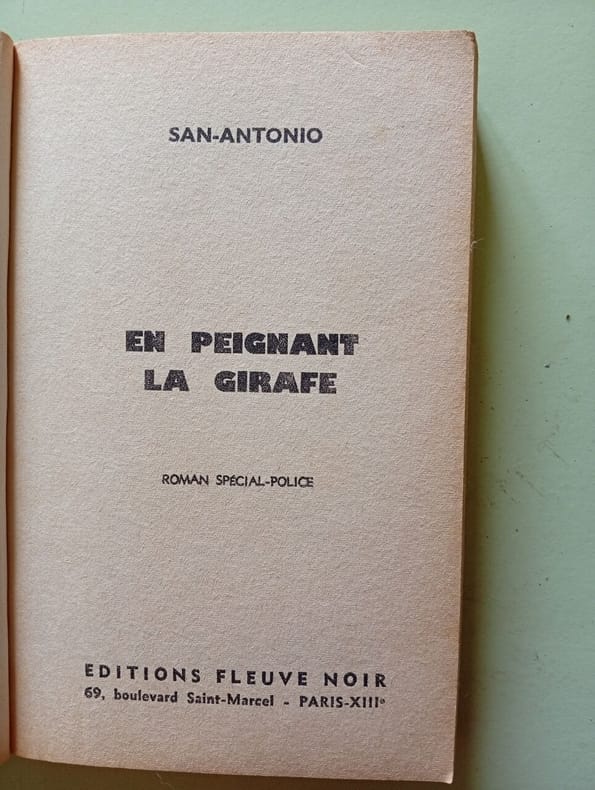 SAN-ANTONIO
EN PEIGNANT
LA GIRAFE
ROMAN SPÉCIAL-POLICE
EDITIONS FLEUVE NOIR
69, boulevard Saint-Marcel - PARIS-XIIIᵉ